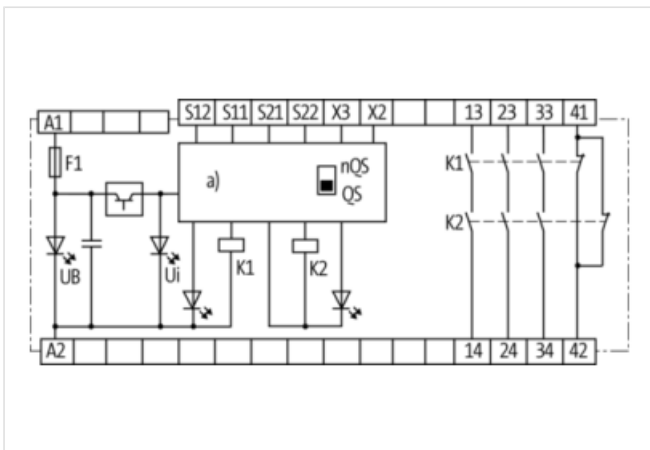 A1 S12 S11 S21 S22 X3 X2 13 23 33 41
F1 a) nQS K1
QS
K2
UB Ui K1 K2
A2 14 24 34 42